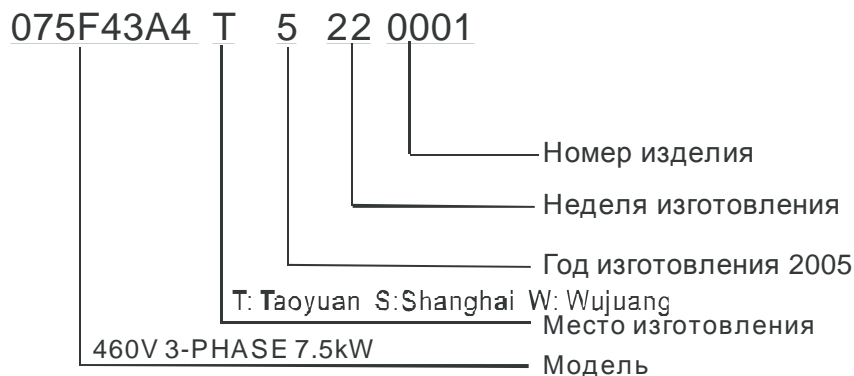 075F43A4 T 5 22 0001
Номер изделия
Неделя изготовления
Год изготовления 2005
T: Taoyuan S:Shanghai W: Wujuang
Место изготовления
460V 3-PHASE 7.5kW
Модель